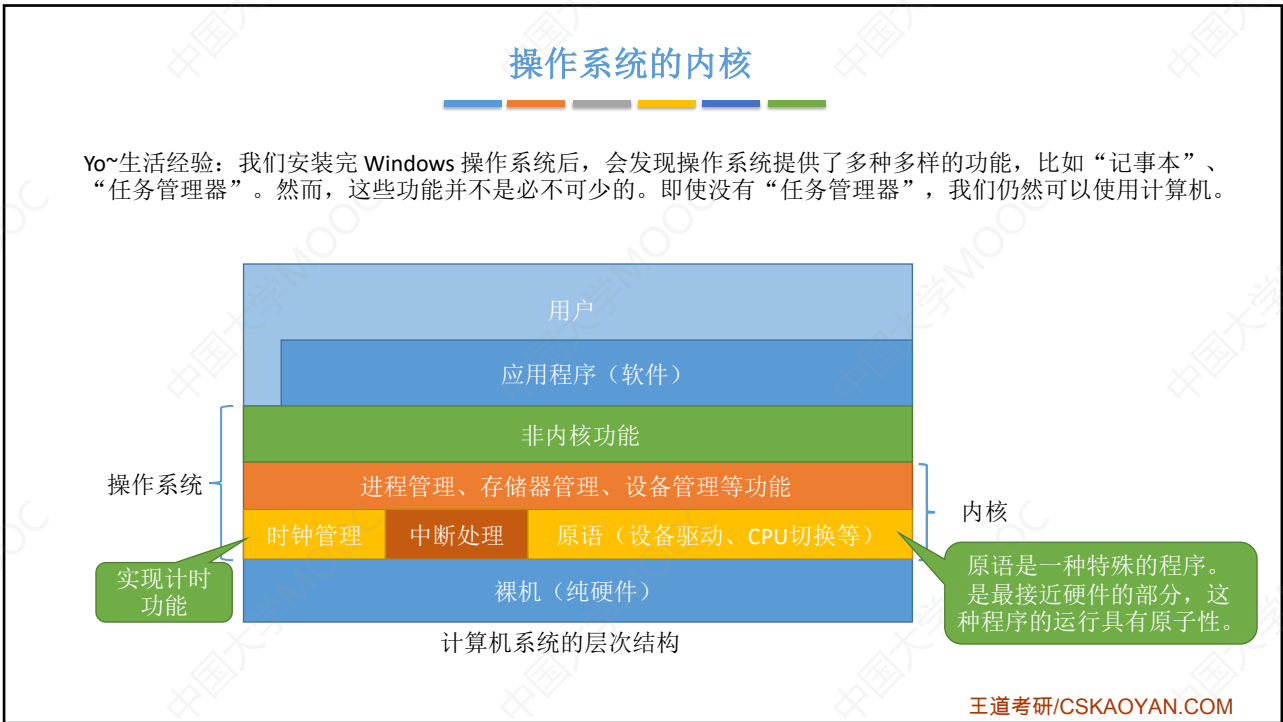 操作系统的内核
Yo~生活经验：我们安装完 Windows 操作系统后，会发现操作系统提供了多种多样的功能，比如“记事本”、
“任务管理器”。然而，这些功能并不是必不可少的。即使没有“任务管理器”，我们仍然可以使用计算机。
用户
应用程序（软件）
非内核功能
操作系统
进程管理、存储器管理、设备管理等功能
内核
时钟管理
中断处理
原语（设备驱动、CPU切换等）
实现计时
功能
裸机（纯硬件）
原语是一种特殊的程序。
是最接近硬件的部分，这
种程序的运行具有原子性。
计算机系统的层次结构
王道考研/CSKAOYAN.COM
中国大学MOOC